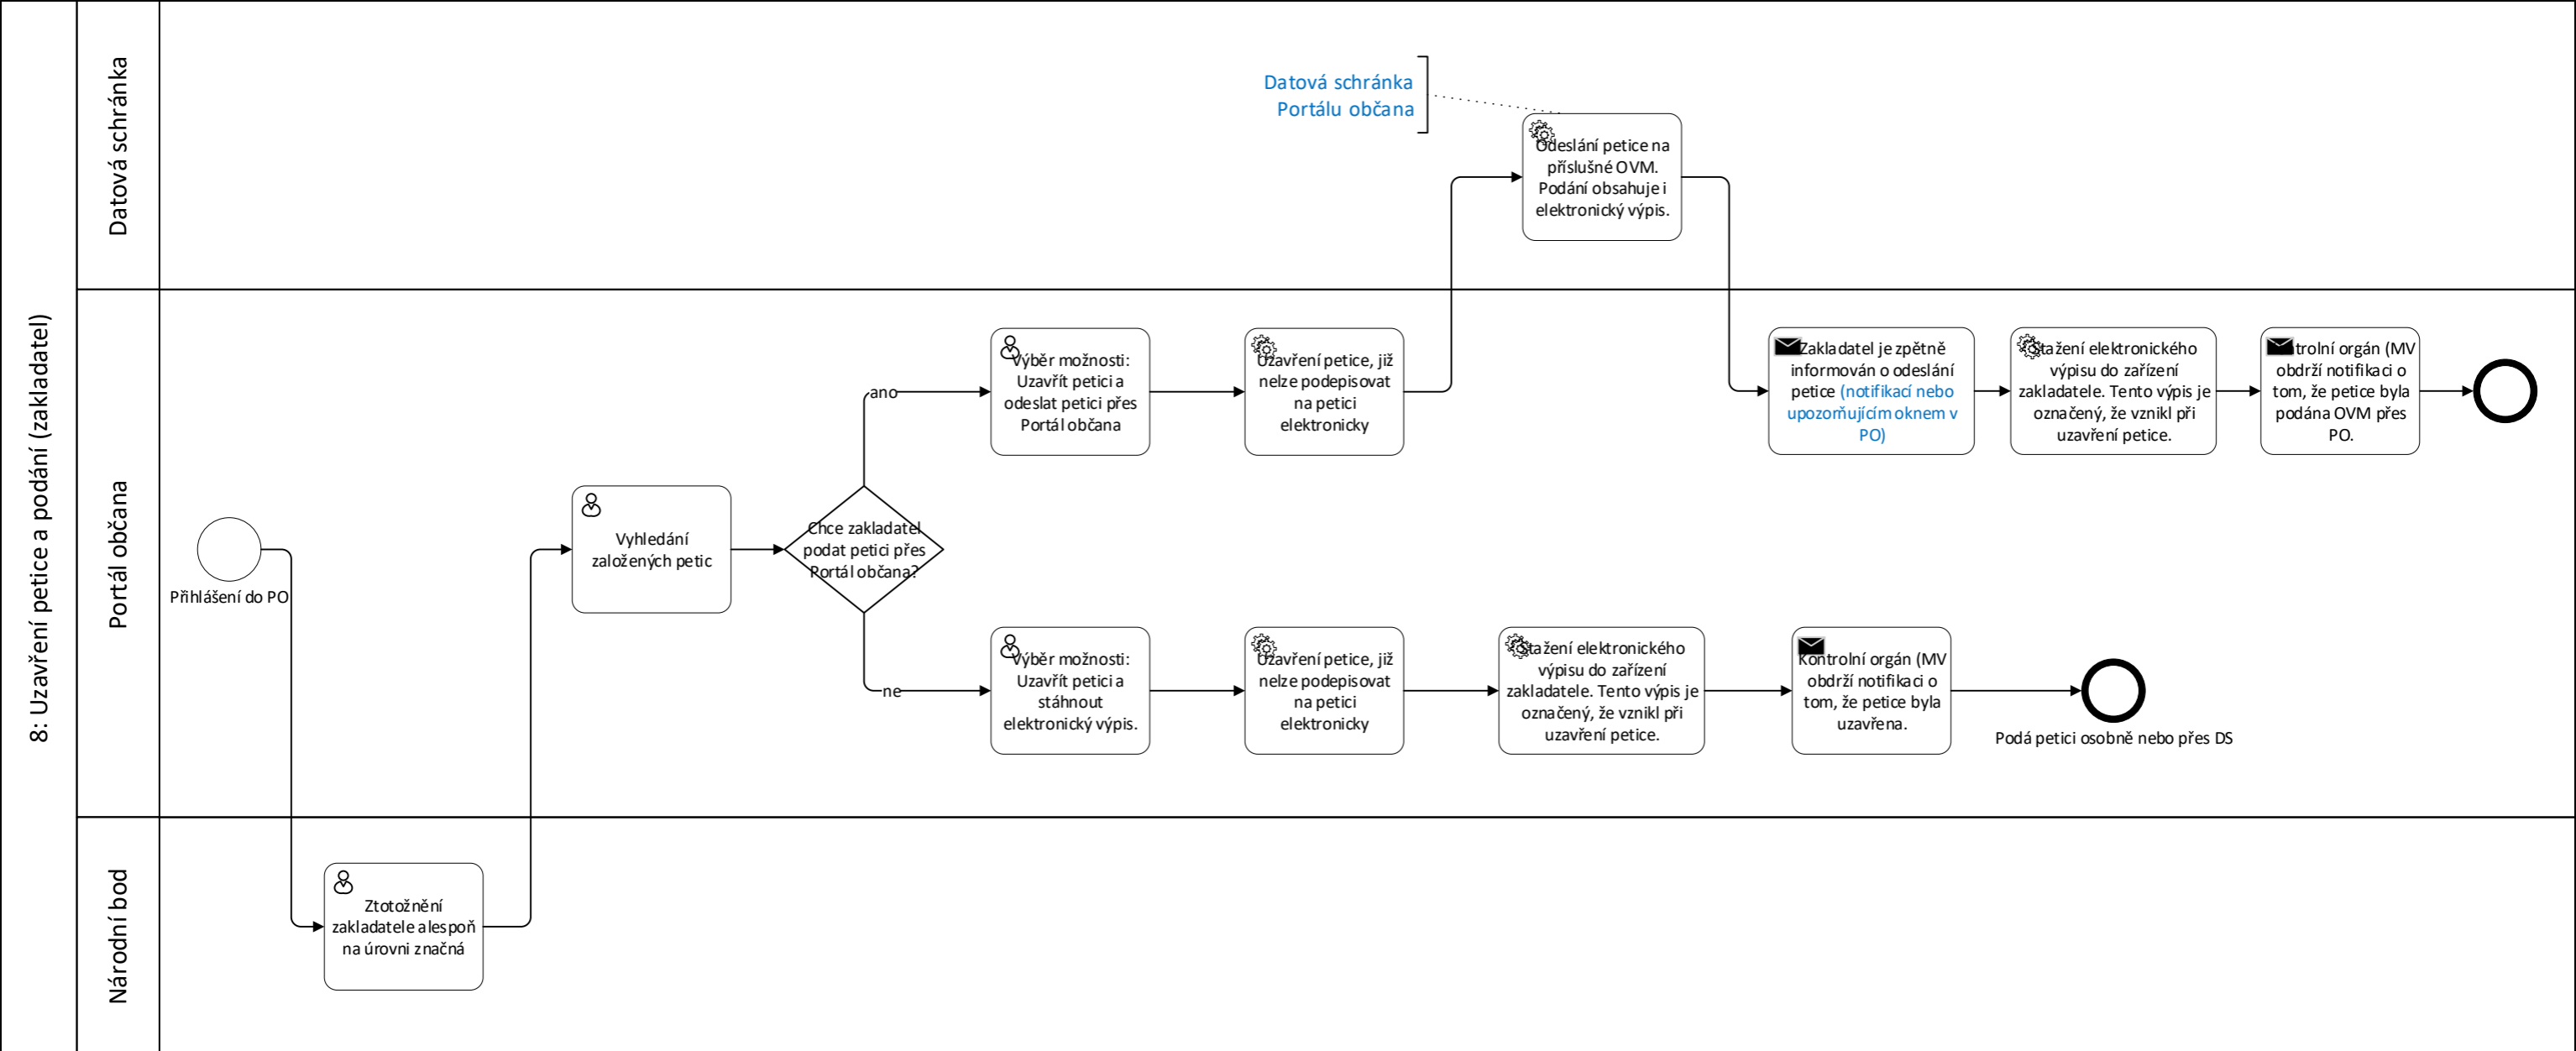 8: Uzavření petice a podání (zakladatel)
Datová schránka
Datová schránka
Portálu občana
Odeslání petice na
příslušné OVM.
Podání obsahuje i
elektronický výpis.
Portál občana
Přihlášení do PO
Vyhledání
založených petic
Chce zakladatel
podat petici přes
Portál občana?
ano
Výběr možnosti:
Uzavřít petici a
odeslat petici přes
Portál občana
Uzavření petice, již
nelze podepisovat
na petici
elektronicky
Zakladatel je zpětně
informován o odeslání
petice (notifikací nebo
upozorňujícím oknem v
PO)
Stažení elektronického
výpisu do zařízení
zakladatele. Tento výpis je
označený, že vznikl při
uzavření petice.
trolní orgán (MV
obdrží notifikaci o
tom, že petice byla
podána OVM přes
PO.
ne
Výběr možnosti:
Uzavřít petici a
stáhnout
elektronický výpis.
Uzavření petice, již
nelze podepisovat
na petici
elektronicky
Stažení elektronického
výpisu do zařízení
zakladatele. Tento výpis je
označený, že vznikl při
uzavření petice.
Kontrolní orgán (MV
obdrží notifikaci o
tom, že petice byla
uzavřena.
Podá petici osobně nebo přes DS
Národní bod
Ztotožnění
zakladatele alespoň
na úrovni značná